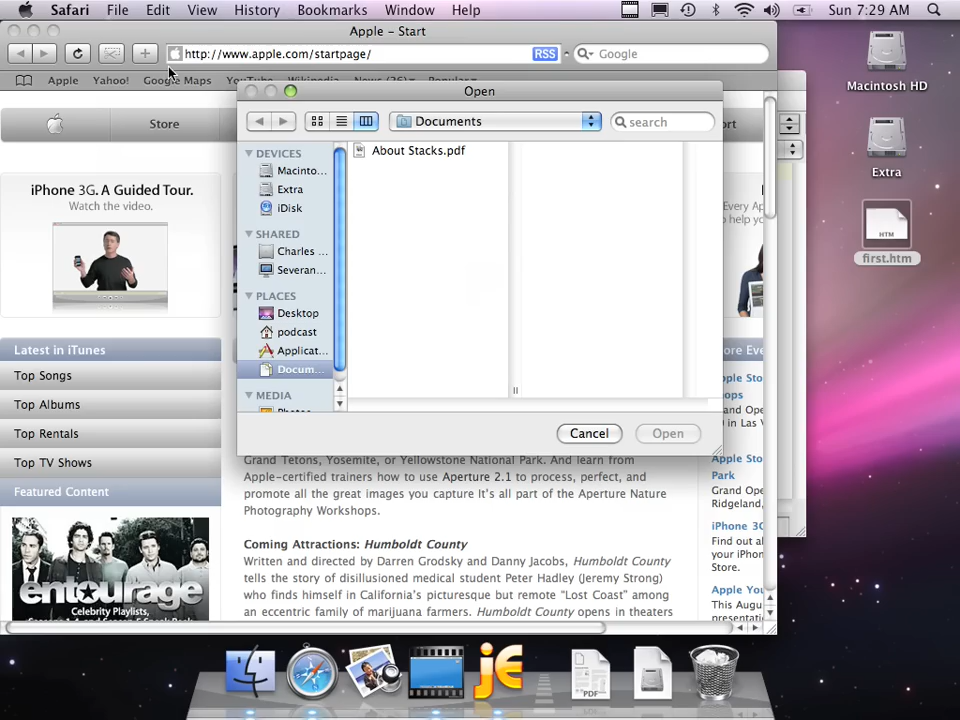 Safari File Edit View History Bookmarks Window Help Sun 7:29 AM
Apple – Start
http://www.apple.com/startpage/ RSS Google
Apple Yahoo! Google Maps YouTube Wikipedia News (26) Popular
Open
Store
Documents
search
DEVICES
Macinto...
Extra
iDisk
SHARED
Charles ...
Severan...
PLACES
Desktop
podcast
Applicat...
Docum...
MEDIA
Photos
About Stacks.pdf
Cancel Open
iPhone 3G. A Guided Tour.
Watch the video.
Latest in iTunes
Top Songs
Top Albums
Top Rentals
Top TV Shows
Featured Content
entourage
Celebrity Playlists,
Grand Tetons, Yosemite, or Yellowstone National Park. And learn from
Apple-certified trainers how to use Aperture 2.1 to process, perfect, and
promote all the great images you capture It's all part of the Aperture Nature
Photography Workshops.
Coming Attractions: Humboldt County
Written and directed by Darren Grodsky and Danny Jacobs, Humboldt County
tells the story of disillusioned medical student Peter Hadley (Jeremy Strong)
who finds himself in California's picturesque but remote "Lost Coast" among
an eccentric family of marijuana farmers. Humboldt County opens in theaters
Apple Sto
Grand O
in Las V
Apple Sto
Park
Grand Ope
Ridgeland,
iPhone 3G
Find out al
your iPhon
Store.
Apple You
This Augu
Macintosh HD
Extra
HTM
first.htm
jE
PDF